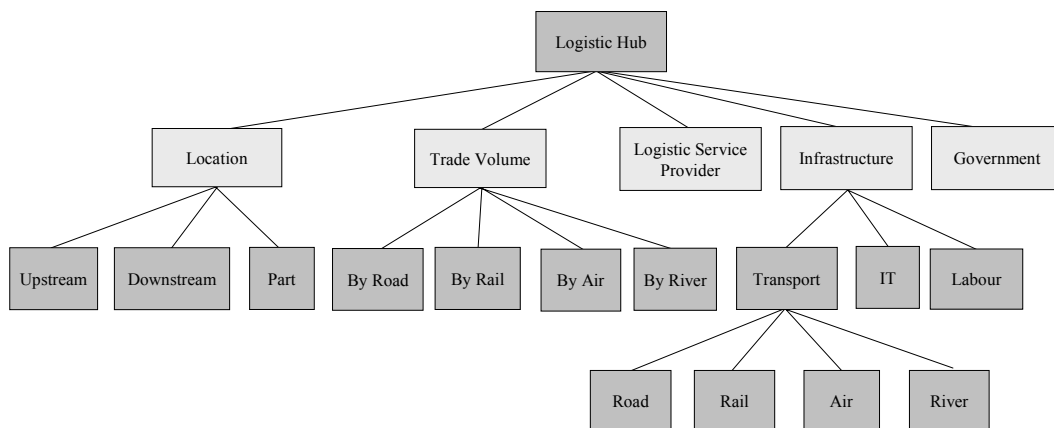 Logistic Hub
Location
Trade Volume
Logistic Service
Provider
Infrastructure
Government
Upstream
Downstream
Part
By Road
By Rail
By Air
By River
Transport
IT
Labour
Road
Rail
Air
River